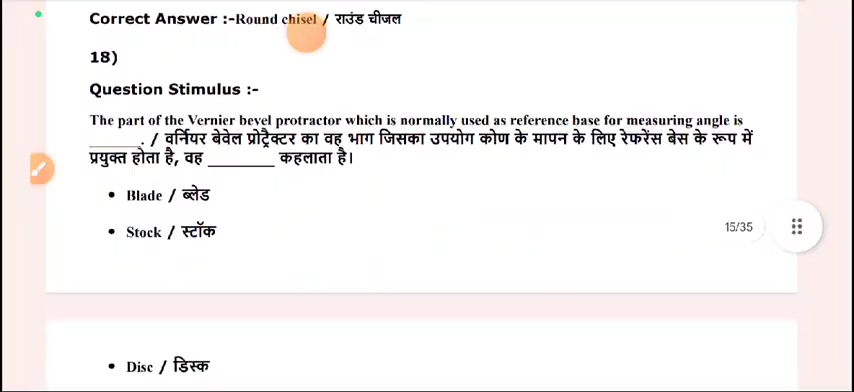 Correct Answer :-Round chisel / राउंड चीजल
18)
Question Stimulus :-
The part of the Vernier bevel protractor which is normally used as reference base for measuring angle is
______. / वर्नियर बेवेल प्रोट्रैक्टर का वह भाग जिसका उपयोग कोण के मापन के लिए रेफरेंस बेस के रूप में
प्रयुक्त होता है, वह ________ कहलाता है।
• Blade / ब्लेड
• Stock / स्टॉक
15/35
• Disc / डिस्क